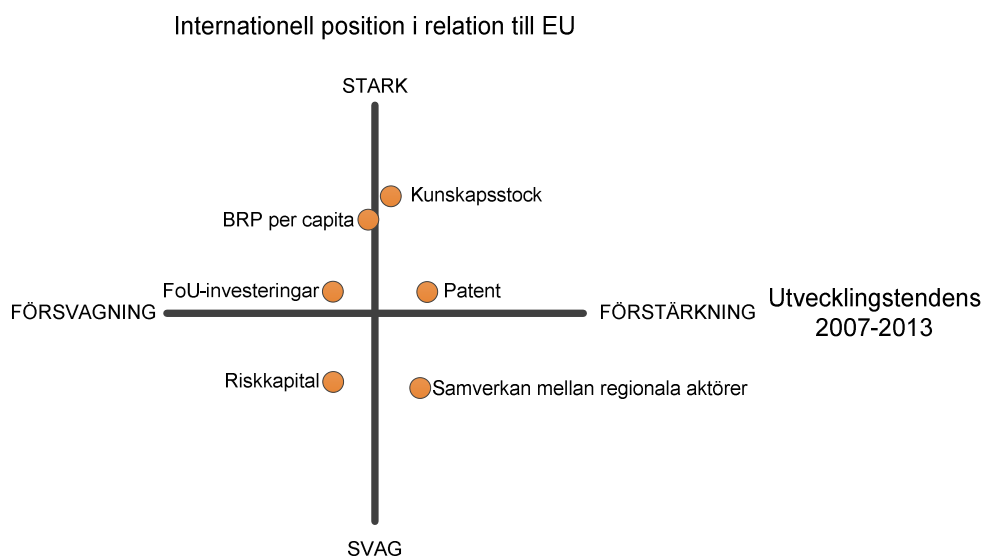 Internationell position i relation till EU
STARK
Kunskapsstock
BRP per capita
FoU-investeringar
Patent
FÖRSVAGNING
FÖRSTÄRKNING
Utvecklingstendens
2007-2013
Riskkapital
Samverkan mellan regionala aktörer
SVAG